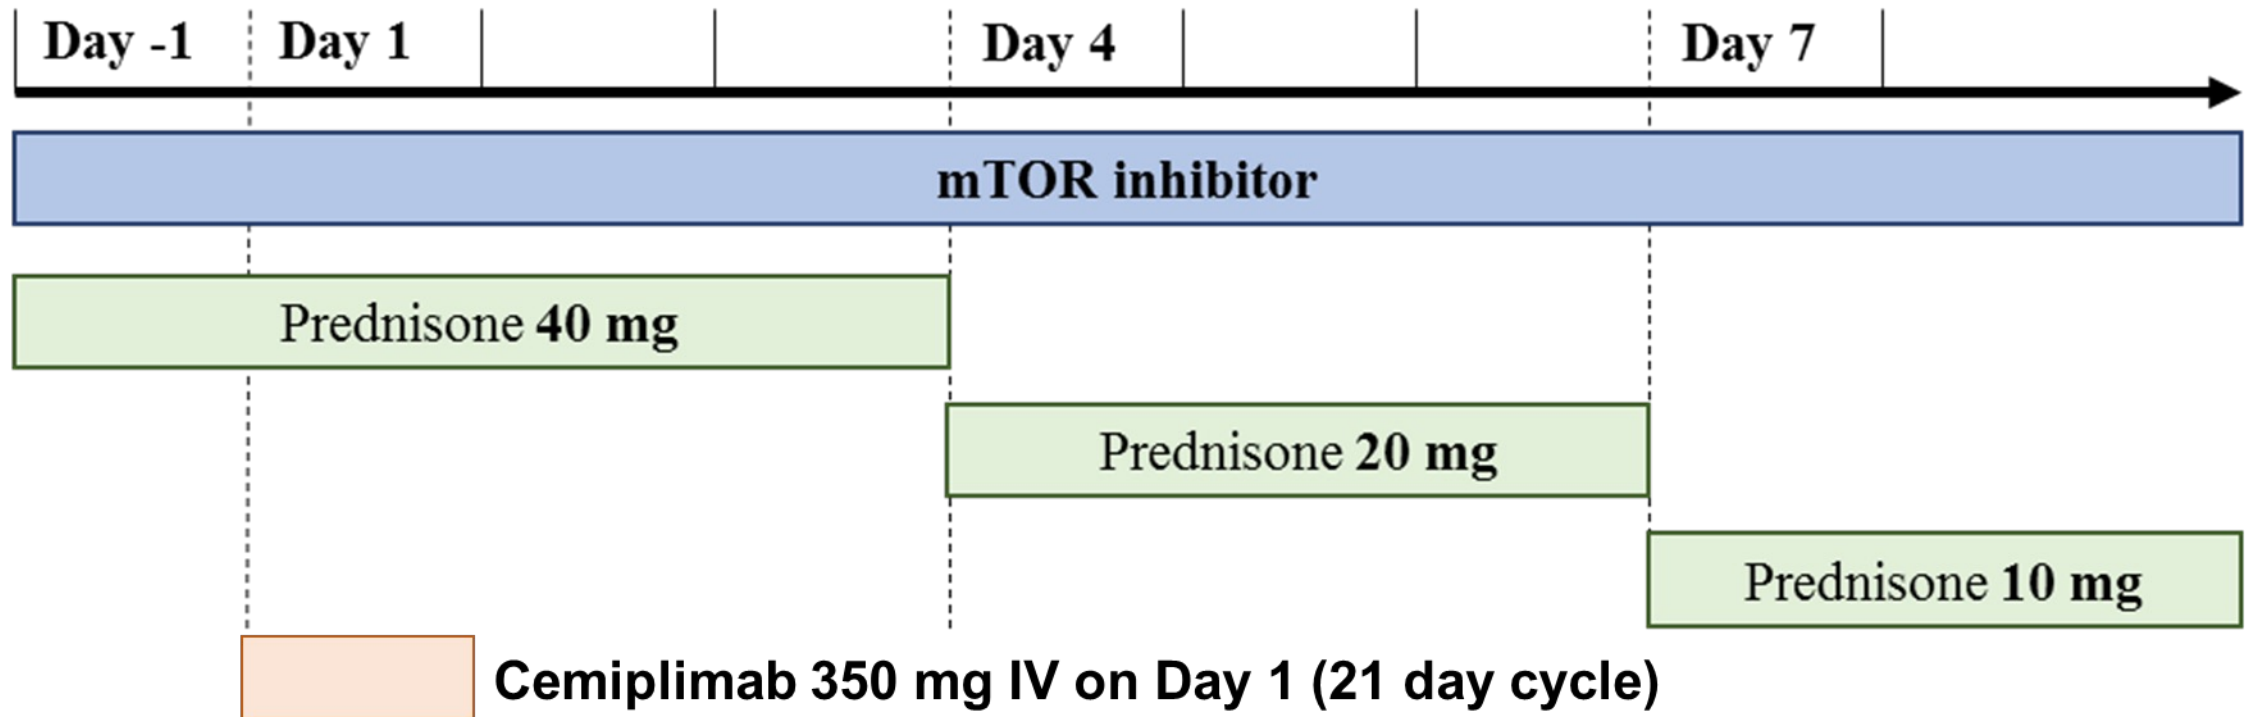 Day -1 Day 1 Day 4 Day 7
mTOR inhibitor
Prednisone 40 mg
Prednisone 20 mg
Prednisone 10 mg
Cemiplimab 350 mg IV on Day 1 (21 day cycle)